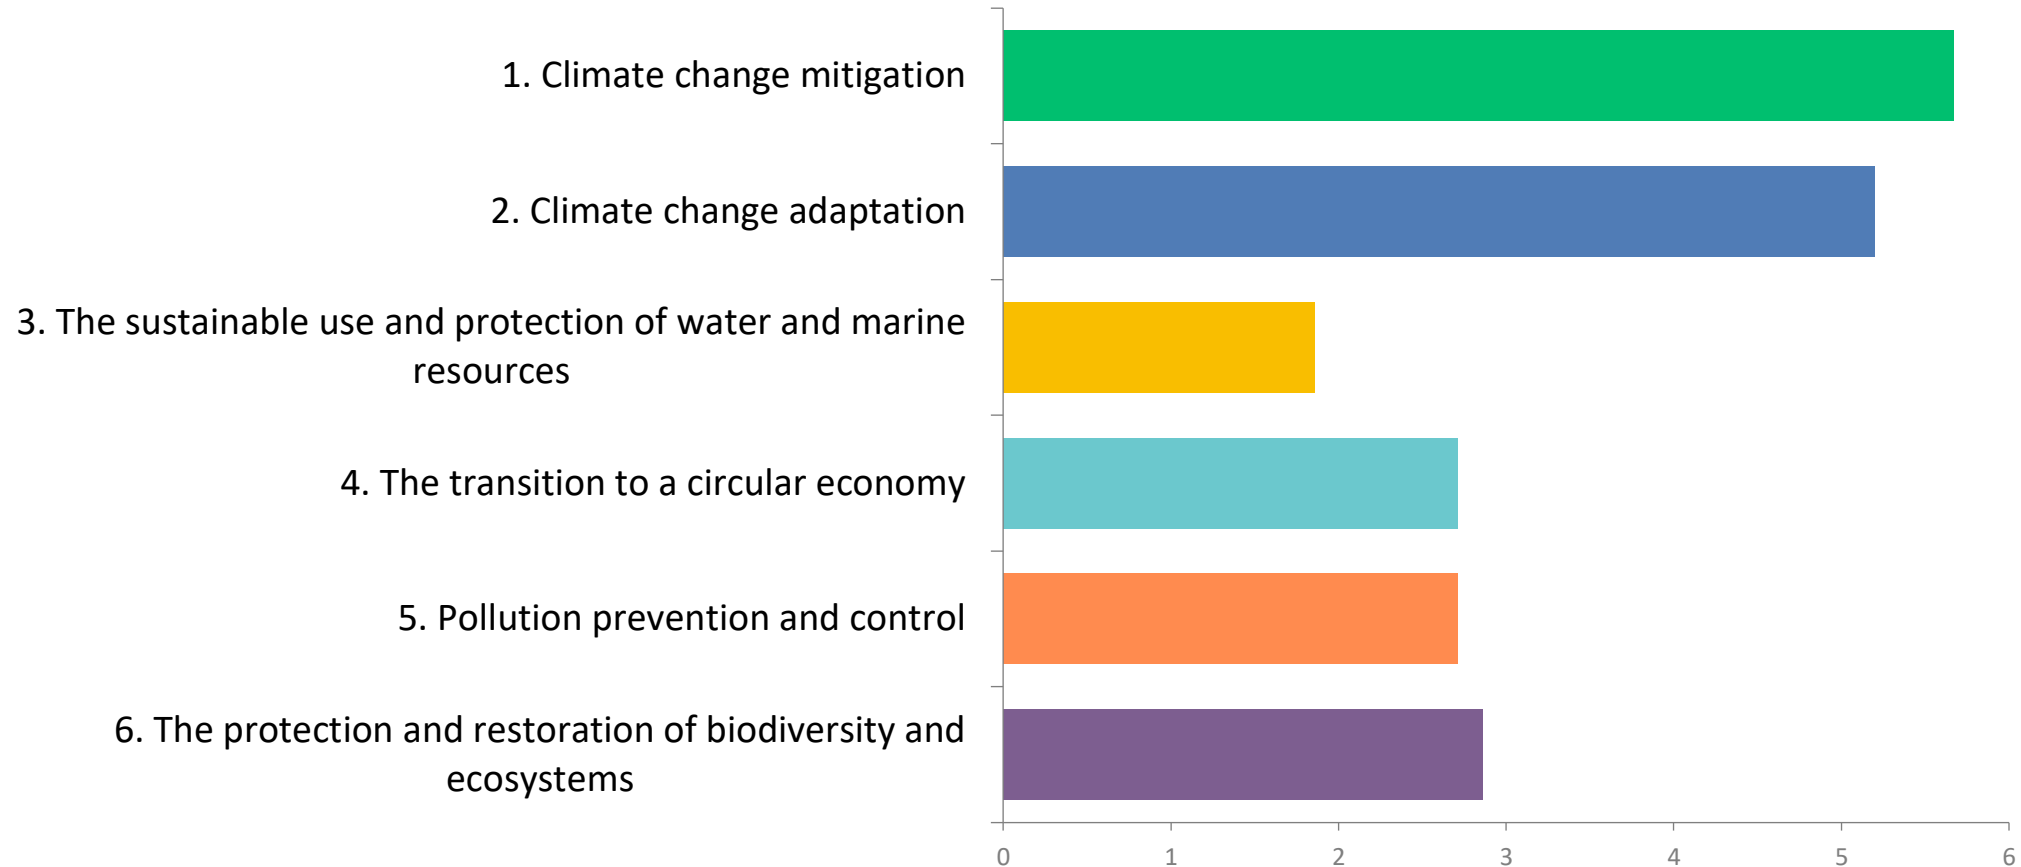 1. Climate change mitigation
2. Climate change adaptation
3. The sustainable use and protection of water and marine
resources
4. The transition to a circular economy
5. Pollution prevention and control
6. The protection and restoration of biodiversity and
ecosystems
0 1 2 3 4 5 6